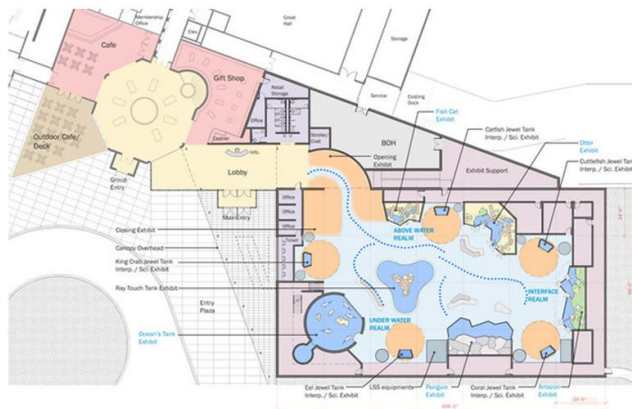 Membership
Office
Great
Hall
Cafe
Elev.
Storage
Gift Shop
Retail
Storage
Service
Existing
Dock
Fish Cat
Exhibit
Catfish Jewel Tank
Interp. / Sci. Exhibit
Otter
Exhibit
Cuttlefish Jewel Tank
Interp. / Sci. Exhibit
Outdoor Cafe/
Deck
Office
Stroller/
Coat
BOH
Opening
Exhibit
Exhibit Support
Info.
Lobby
Group
Entry
Main Entry
Office
Office
Office
Ticket
Closing Exhibit
Canopy Overhead
King Crab Jewel Tank
Interp./ Sci. Exhibit
Ray Touch Tank Exhibit
ABOVE WATER
REALM
INTERFACE
REALM
UNDER WATER
REALM
Entry
Plaza
Ocean's Tank
Exhibit
Eel Jewel Tank
Interp. / Sci. Exhibit
LSS equipments
Penguin
Exhibit
Coral Jewel Tank
Interp. / Sci. Exhibit
Amazon
Exhibit